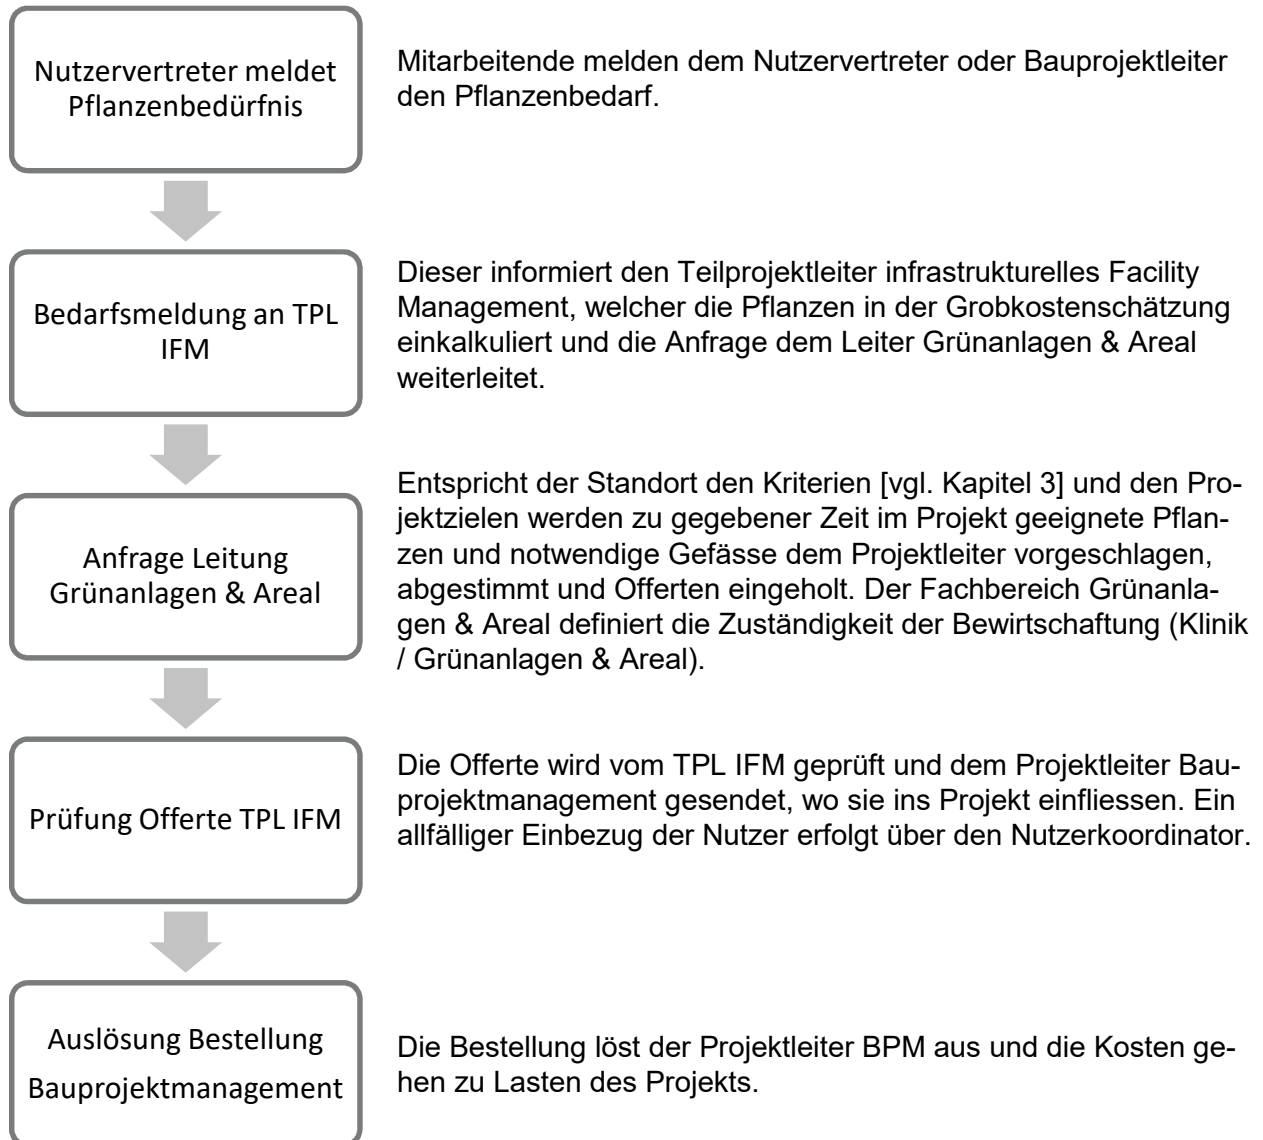 Nutzervertreter meldet
Pflanzenbedürfnis
Mitarbeitende melden dem Nutzervertreter oder Bauprojektleiter
den Pflanzenbedarf.
Bedarfsmeldung an TPL
IFM
Dieser informiert den Teilprojektleiter infrastrukturelles Facility
Management, welcher die Pflanzen in der Grobkostenschätzung
einkalkuliert und die Anfrage dem Leiter Grünanlagen & Areal
weiterleitet.
Anfrage Leitung
Grünanlagen & Areal
Entspricht der Standort den Kriterien [vgl. Kapitel 3] und den Pro-
jektzielen werden zu gegebener Zeit im Projekt geeignete Pflan-
zen und notwendige Gefässe dem Projektleiter vorgeschlagen,
abgestimmt und Offerten eingeholt. Der Fachbereich Grünanla-
gen & Areal definiert die Zuständigkeit der Bewirtschaftung (Klinik
/ Grünanlagen & Areal).
Prüfung Offerte TPL IFM
Die Offerte wird vom TPL IFM geprüft und dem Projektleiter Bau-
projektmanagement gesendet, wo sie ins Projekt einfliessen. Ein
allfälliger Einbezug der Nutzer erfolgt über den Nutzerkoordinator.
Auslösung Bestellung
Bauprojektmanagement
Die Bestellung löst der Projektleiter BPM aus und die Kosten ge-
hen zu Lasten des Projekts.